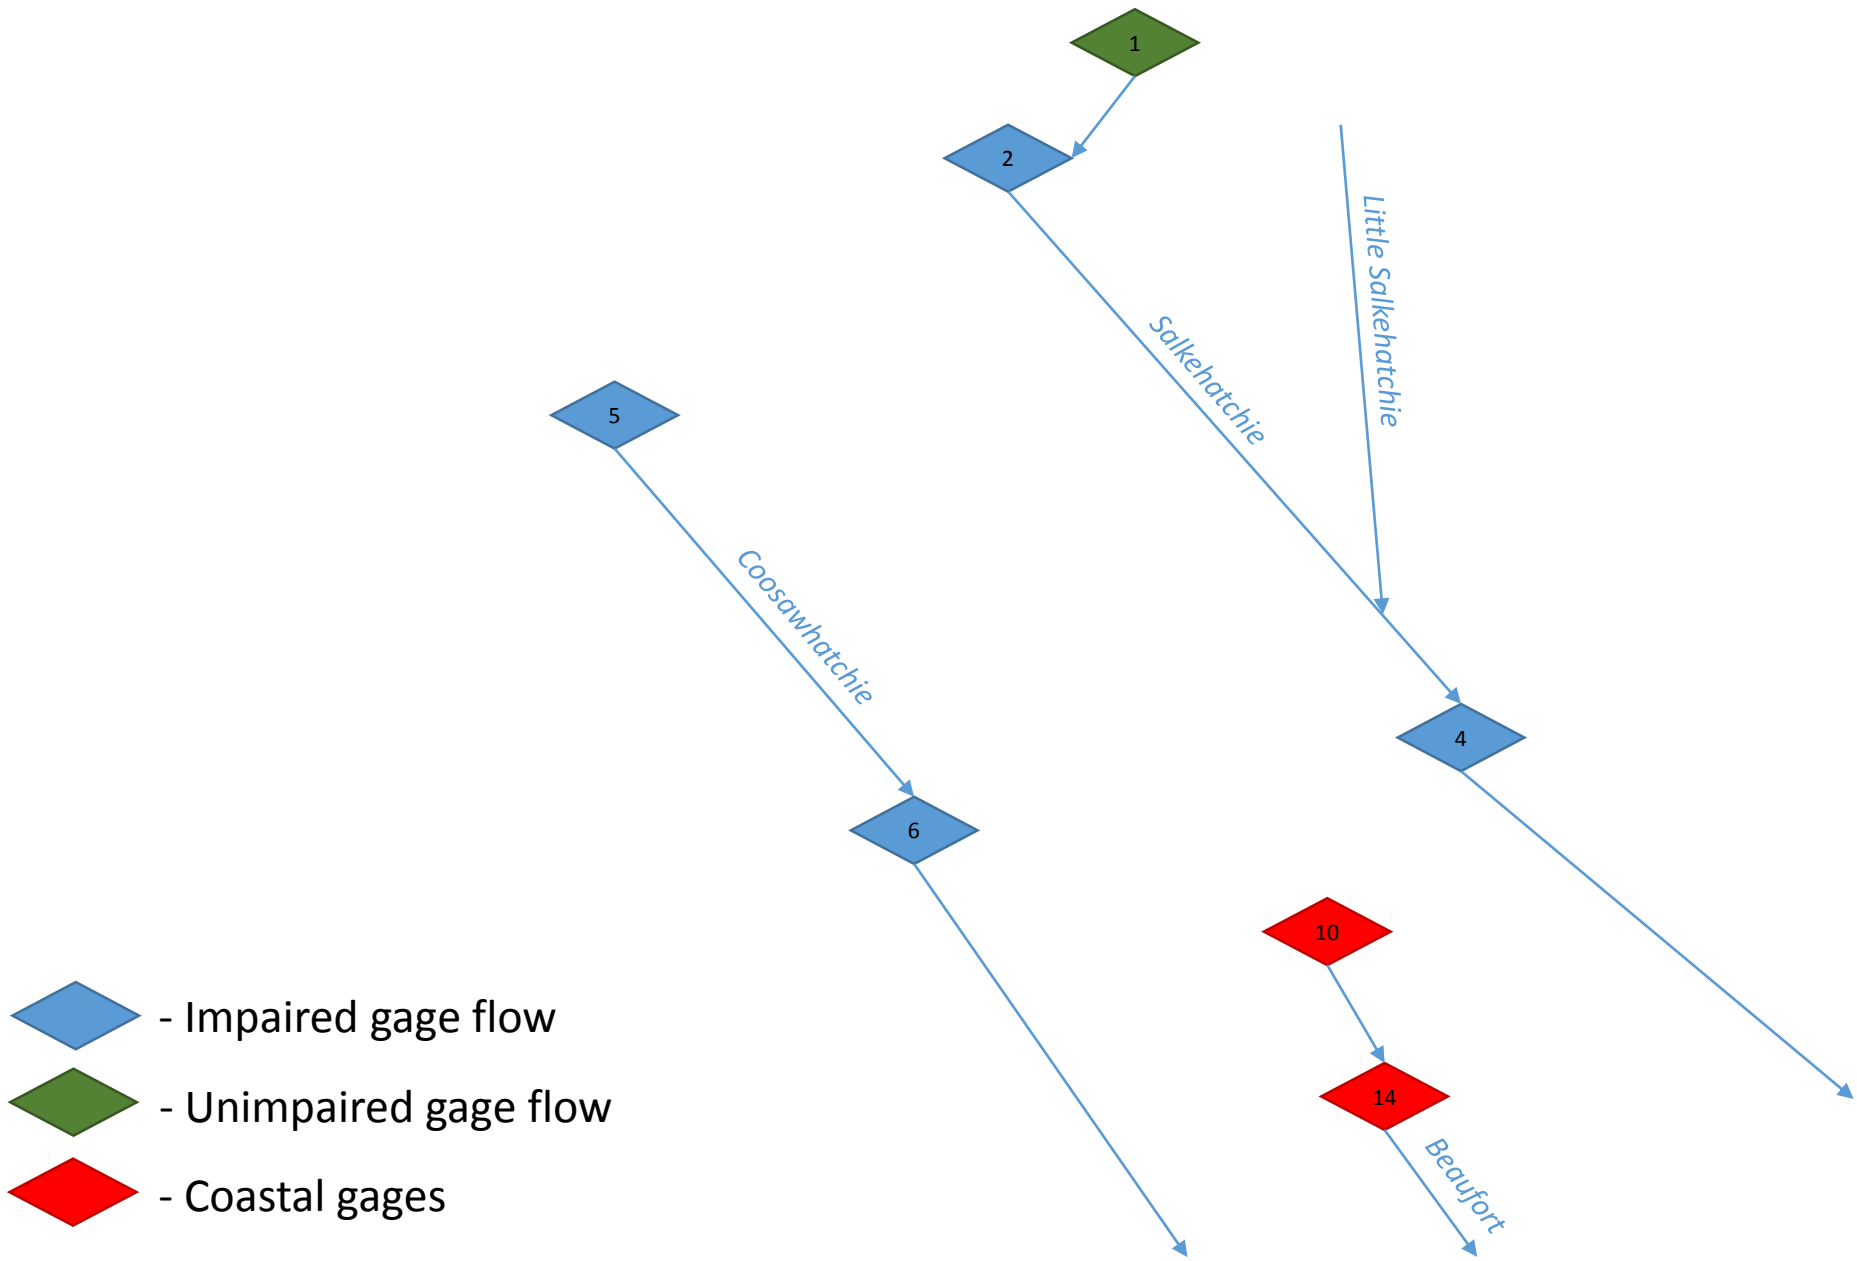 1
2
Little Salkehatchie
Salkehatchie
5
Coosawhatchie
4
6
10
- Impaired gage flow
- Unimpaired gage flow
14
Beaufort
- Coastal gages